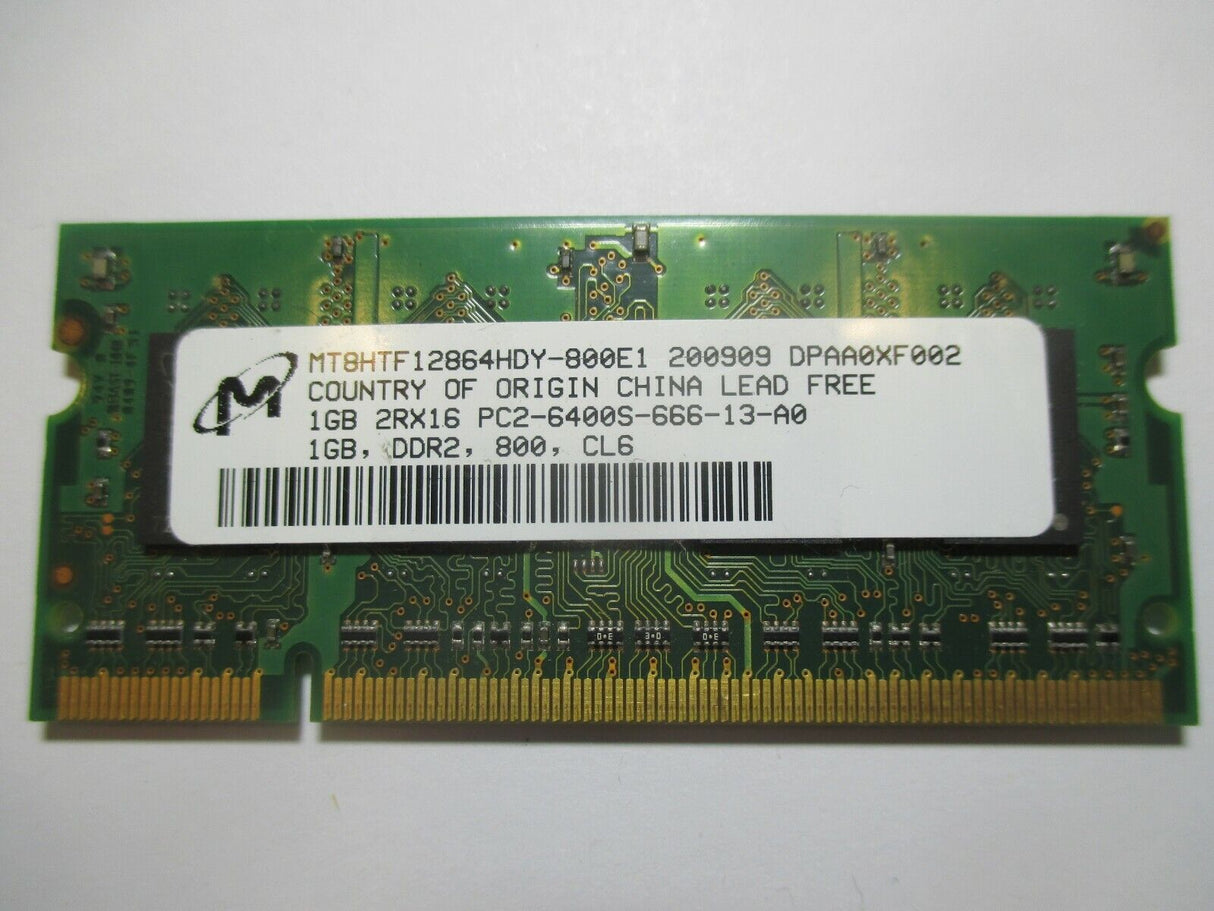 M
MT8HTF12864HDY-800E1 200909 DPAA0XF002
COUNTRY OF ORIGIN CHINA LEAD FREE
1GB 2RX16 PC2-6400S-666-13-A0
1GB, DDR2, 800, CL6
94V